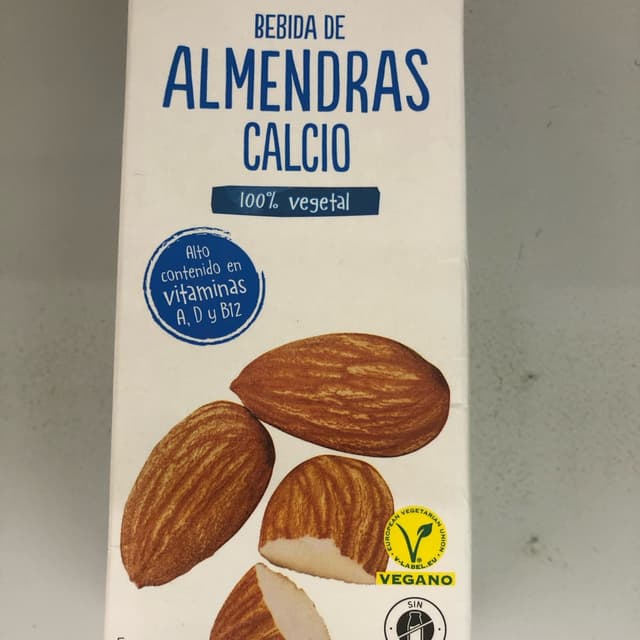 BEBIDA DE
ALMENDRAS
CALCIO
100% vegetal
Alto
contenido en
vitaminas
A, D y B12
EUROPEAN VEGETARIAN UNION
V-LABEL.EU
VEGANO
SIN